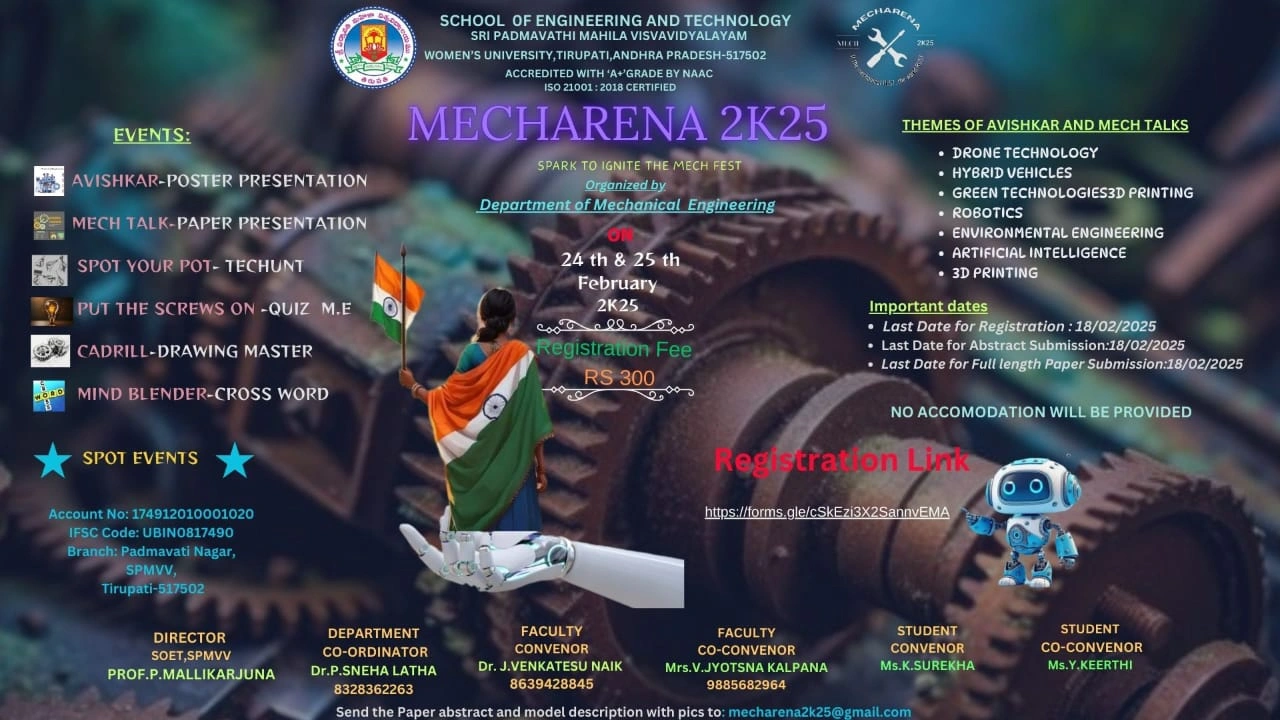 SCHOOL OF ENGINEERING AND TECHNOLOGY
SRI PADMAVATHI MAHILA VISVAVIDYALAYAM
WOMEN'S UNIVERSITY,TIRUPATI,ANDHRA PRADESH-517502
ACCREDITED WITH 'A+'GRADE BY NAAC
ISO 21001 : 2018 CERTIFIED
MECHARENA
MECH
2K25
MECHARENA 2K25
SPARK TO IGNITE THE MECH FEST
Organized by
Department of Mechanical Engineering
ON
24 th & 25 th
February
2K25
Registration Fee
RS 300
EVENTS:
AVISHKAR-POSTER PRESENTATION
MECH TALK-PAPER PRESENTATION
SPOT YOUR POT- TECHUNT
PUT THE SCREWS ON -QUIZ M.E
CADRILL-DRAWING MASTER
MIND BLENDER-CROSS WORD
WORD
SPOT EVENTS
Account No: 174912010001020
IFSC Code: UBIN0817490
Branch: Padmavati Nagar,
SPMVV,
Tirupati-517502
THEMES OF AVISHKAR AND MECH TALKS
• DRONE TECHNOLOGY
• HYBRID VEHICLES
• GREEN TECHNOLOGIES3D PRINTING
• ROBOTICS
• ENVIRONMENTAL ENGINEERING
• ARTIFICIAL INTELLIGENCE
• 3D PRINTING
Important dates
• Last Date for Registration : 18/02/2025
• Last Date for Abstract Submission:18/02/2025
• Last Date for Full length Paper Submission:18/02/2025
NO ACCOMODATION WILL BE PROVIDED
Registration Link
https://forms.gle/cSkEzi3X2SannvEMA
DIRECTOR
SOET,SPMVV
PROF.P.MALLIKARJUNA
DEPARTMENT
CO-ORDINATOR
Dr.P.SNEHA LATHA
8328362263
FACULTY
CONVENOR
Dr. J.VENKATESU NAIK
8639428845
FACULTY
CO-CONVENOR
Mrs.V.JYOTSNA KALPANA
9885682964
STUDENT
CONVENOR
Ms.K.SUREKHA
STUDENT
CO-CONVENOR
Ms.Y.KEERTHI
Send the Paper abstract and model description with pics to: mecharena2k25@gmail.com